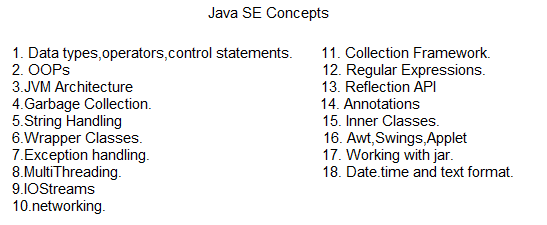 Java SE Concepts
1. Data types,operators,control statements.
2. OOPs
3.JVM Architecture
4.Garbage Collection.
5.String Handling
6.Wrapper Classes.
7.Exception handling.
8.MultiThreading.
9.IOStreams
10.networking.
11. Collection Framework.
12. Regular Expressions.
13. Reflection API
14. Annotations
15. Inner Classes.
16. Awt,Swings,Applet
17. Working with jar.
18. Date.time and text format.